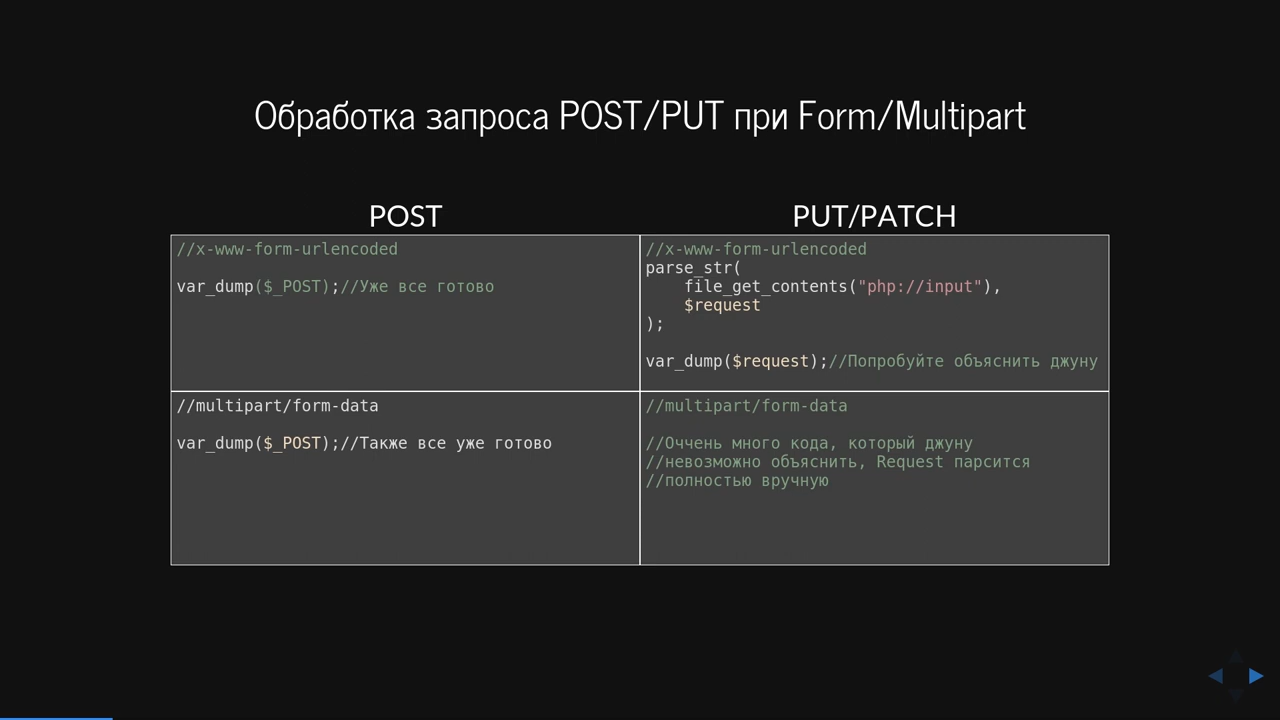 Обработка запроса POST/PUT при Form/Multipart
POST
PUT/PATCH
//x-www-form-urlencoded
var_dump($_POST);//Уже все готово
//x-www-form-urlencoded
parse_str(
    file_get_contents("php://input"),
    $request
);
var_dump($request);//Попробуйте объяснить джуну
//multipart/form-data
var_dump($_POST);//Также все уже готово
//multipart/form-data
//Оччень много кода, который джуну
//невозможно объяснить, Request парсится
//полностью вручную